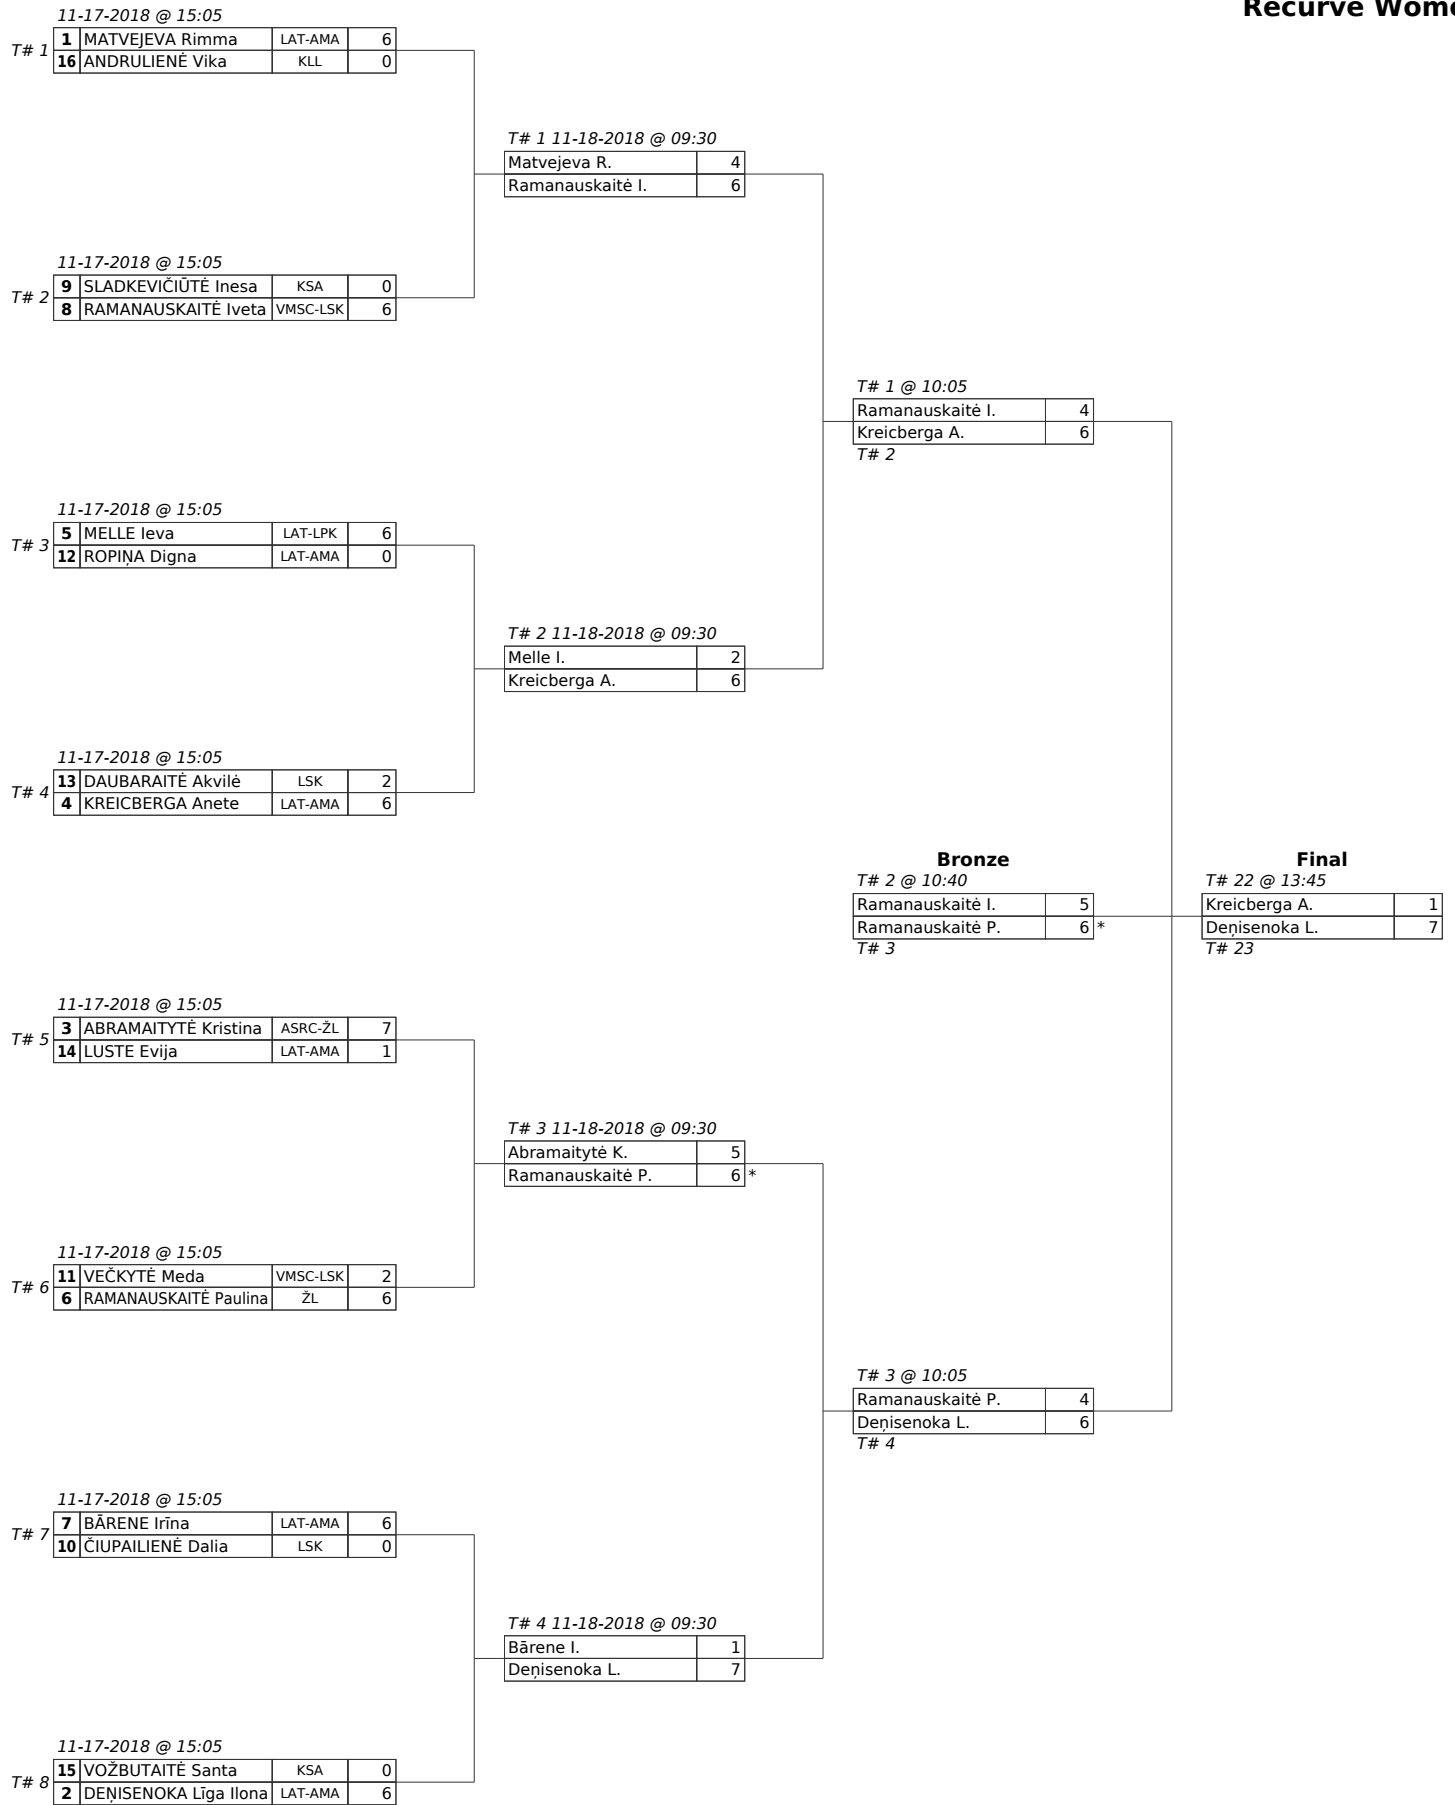 Recurve Wome
11-17-2018 @ 15:05
T# 1
1 MATVEJEVA Rimma LAT-AMA 6
16 ANDRULIENĖ Vika KLL 0
T# 1 11-18-2018 @ 09:30
Matvejeva R. 4
Ramanauskaitė I. 6
11-17-2018 @ 15:05
T# 2
9 SLADKEVIČIŪTĖ Inesa KSA 0
8 RAMANAUSKAITĖ Iveta VMSC-LSK 6
T# 1 @ 10:05
Ramanauskaitė I. 4
Kreicberga A. 6
T# 2
11-17-2018 @ 15:05
T# 3
5 MELLE Ieva LAT-LPK 6
12 ROPIŅA Digna LAT-AMA 0
T# 2 11-18-2018 @ 09:30
Melle I. 2
Kreicberga A. 6
11-17-2018 @ 15:05
T# 4
13 DAUBARAITĖ Akvilė LSK 2
4 KREICBERGA Anete LAT-AMA 6
Bronze
T# 2 @ 10:40
Ramanauskaitė I. 5
Ramanauskaitė P. 6 *
T# 3
Final
T# 22 @ 13:45
Kreicberga A. 1
Deņisenoka L. 7
T# 23
11-17-2018 @ 15:05
T# 5
3 ABRAMAITYTĖ Kristina ASRC-ŽL 7
14 LUSTE Evija LAT-AMA 1
T# 3 11-18-2018 @ 09:30
Abramaitytė K. 5
Ramanauskaitė P. 6 *
11-17-2018 @ 15:05
T# 6
11 VEČKYTĖ Meda VMSC-LSK 2
6 RAMANAUSKAITĖ Paulina ŽL 6
T# 3 @ 10:05
Ramanauskaitė P. 4
Deņisenoka L. 6
T# 4
11-17-2018 @ 15:05
T# 7
7 BĀRENE Irīna LAT-AMA 6
10 ČIUPAILIENĖ Dalia LSK 0
T# 4 11-18-2018 @ 09:30
Bārene I. 1
Deņisenoka L. 7
11-17-2018 @ 15:05
T# 8
15 VOŽBUTAITĖ Santa KSA 0
2 DEŅISENOKA Līga Ilona LAT-AMA 6